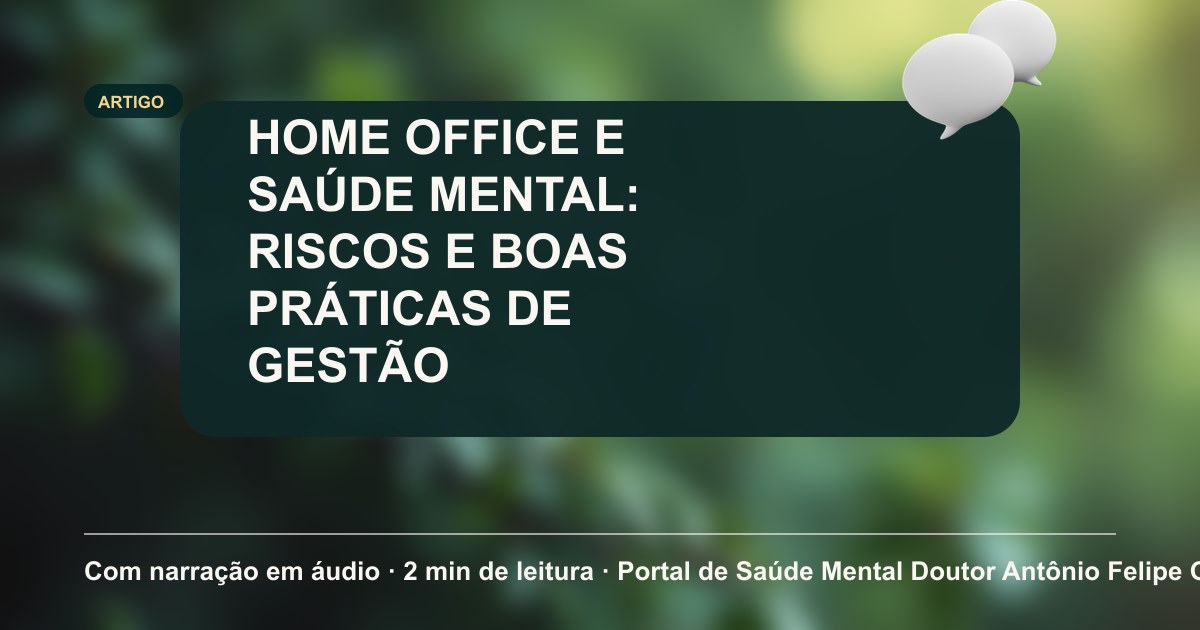 ARTIGO
HOME OFFICE E
SAÚDE MENTAL:
RISCOS E BOAS
PRÁTICAS DE
GESTÃO
Com narração em áudio · 2 min de leitura · Portal de Saúde Mental Doutor Antônio Felipe